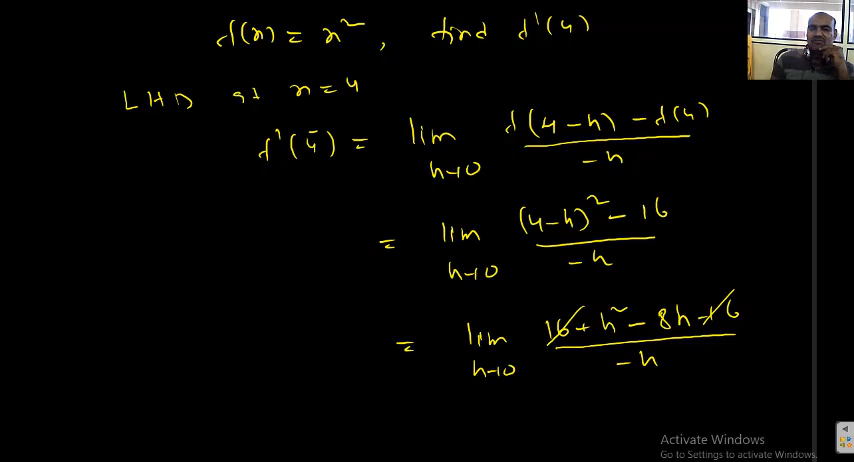 f(x) = x², find f'(4)
LHD at x = 4
f'(4⁻) = lim h→0 f(4-h) - f(4) / -h
= lim h→0 (4-h)² - 16 / -h
= lim h→0 16 + h² - 8h - 16 / -h
Activate Windows
Go to Settings to activate Windows.